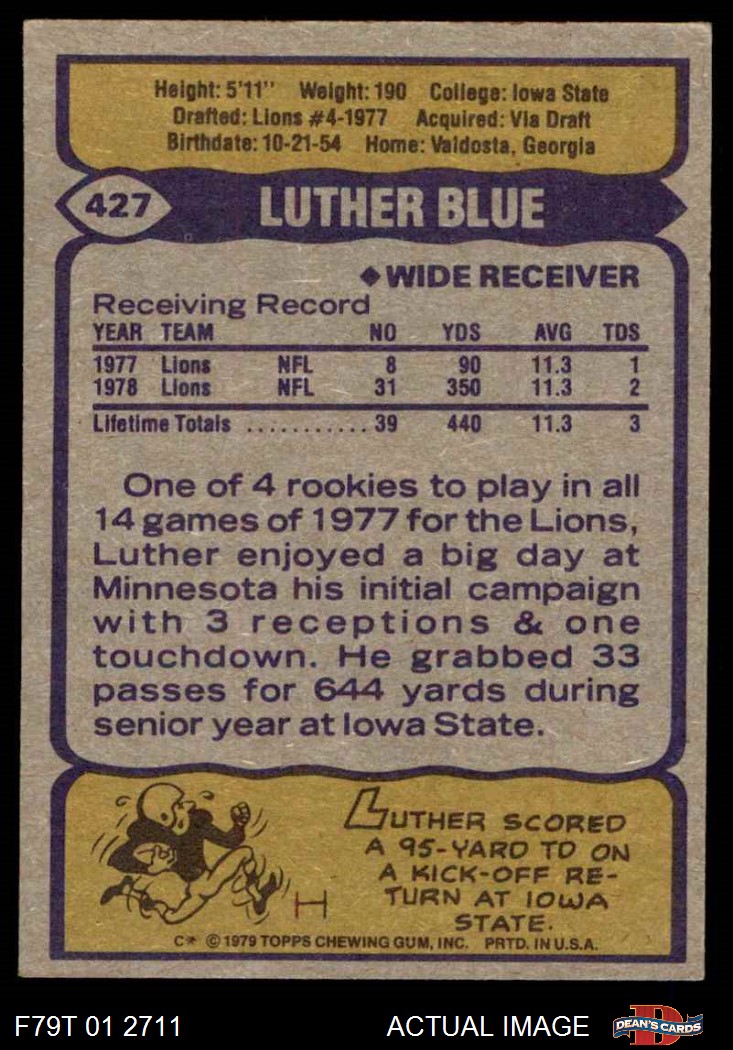 Height: 5'11" Weight: 190 College: Iowa State
Drafted: Lions #4-1977 Acquired: Via Draft
Birthdate: 10-21-54 Home: Valdosta, Georgia
427 LUTHER BLUE
◆WIDE RECEIVER
Receiving Record
YEAR TEAM NO YDS AVG TDS
1977 Lions NFL 8 90 11.3 1
1978 Lions NFL 31 350 11.3 2
Lifetime Totals ........... 39 440 11.3 3
One of 4 rookies to play in all
14 games of 1977 for the Lions,
Luther enjoyed a big day at
Minnesota his initial campaign
with 3 receptions & one
touchdown. He grabbed 33
passes for 644 yards during
senior year at Iowa State.
LUTHER SCORED
A 95-YARD TD ON
A KICK-OFF RE-
TURN AT IOWA
STATE.
H
C* © 1979 TOPPS CHEWING GUM, INC. PRTD. IN U.S.A.
F79T 01 2711 ACTUAL IMAGE D DEAN'S CARDS